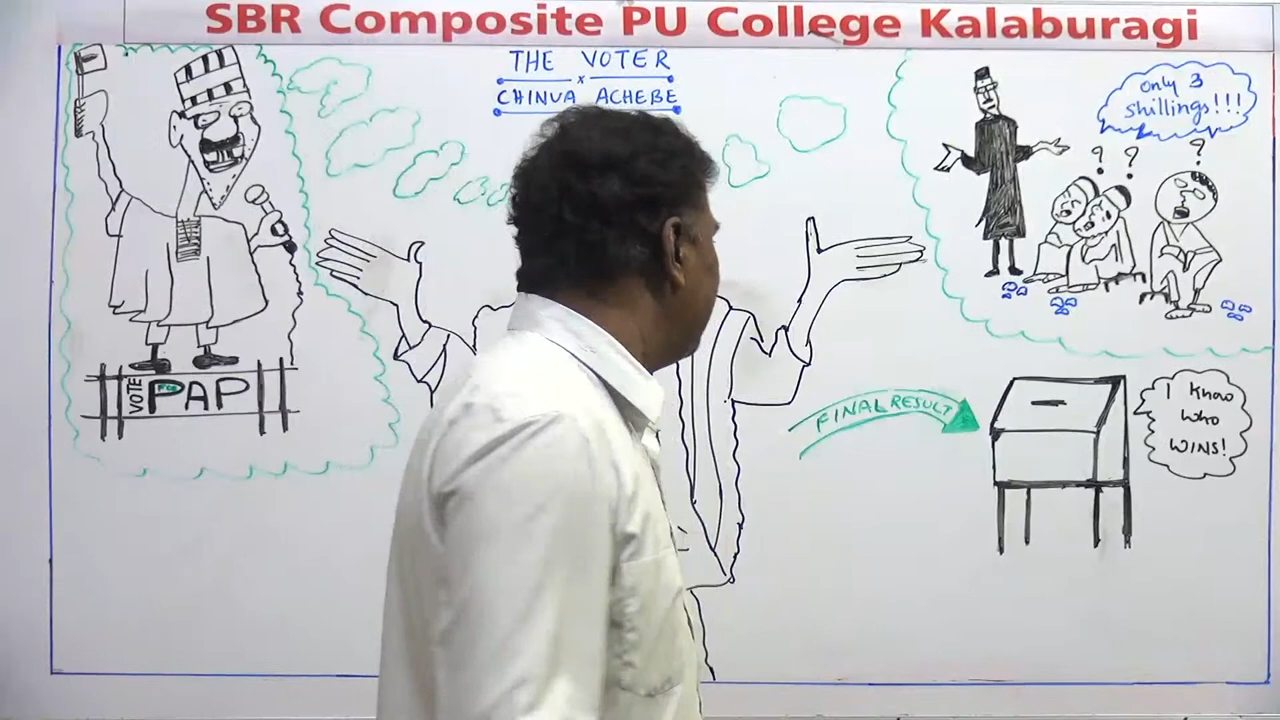 SBR Composite PU College Kalaburagi
THE VOTER
x
CHINUA ACHEBE
Only 3
shillings!!!
? ? ?
VOTE
FOR
PAP
FINAL RESULT
I Know
who
WINS!